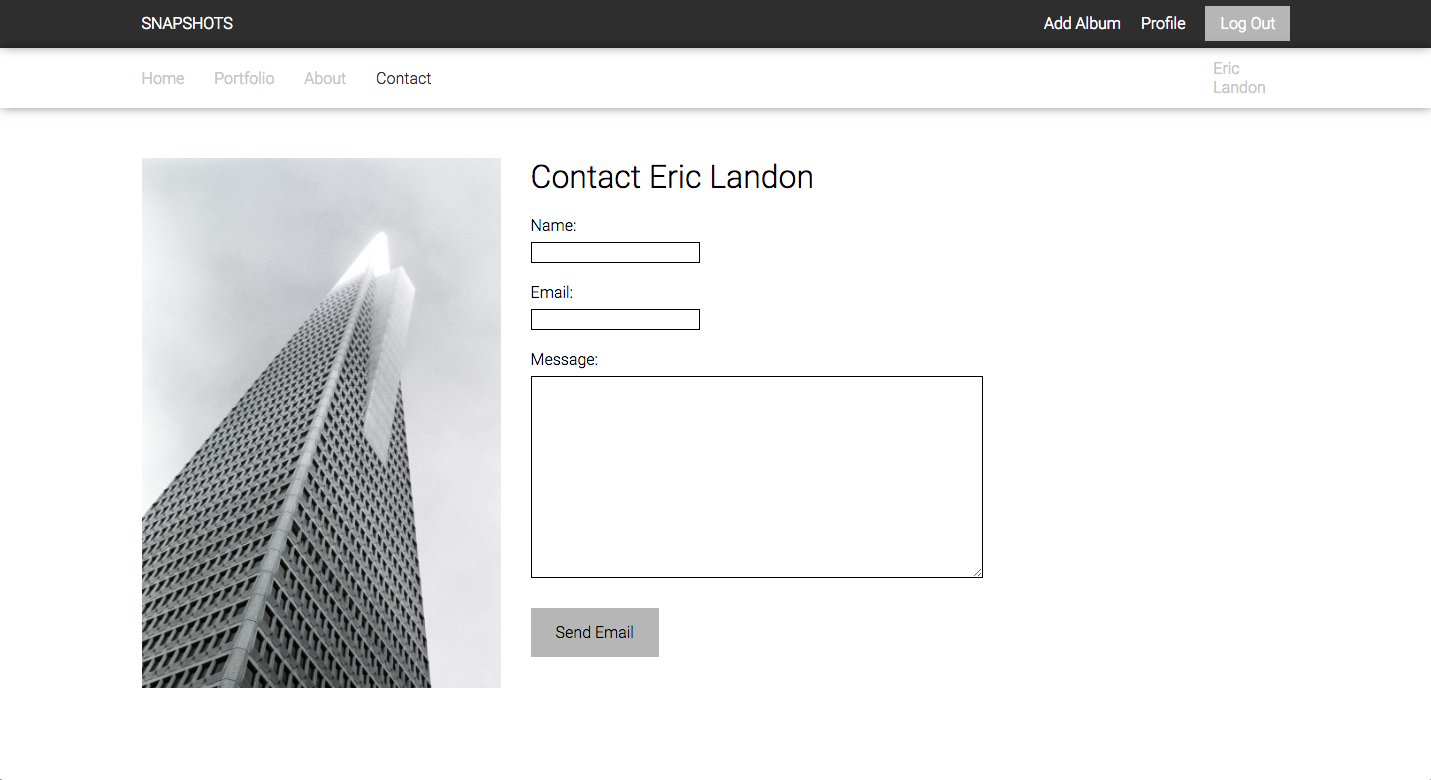 SNAPSHOTS
Add Album
Profile
Log Out
Home
Portfolio
About
Contact
Eric
Landon
Contact Eric Landon
Name:
Email:
Message:
Send Email